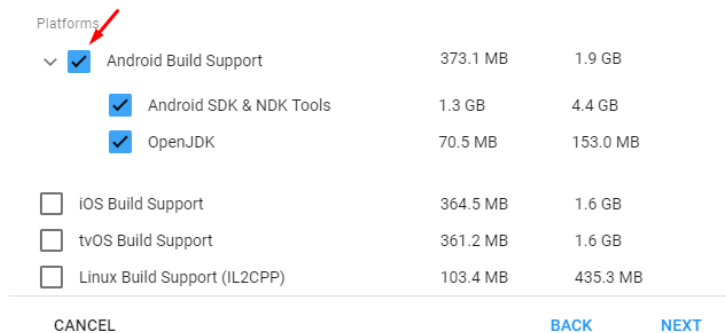 Platforms
Android Build Support 373.1 MB 1.9 GB
Android SDK & NDK Tools 1.3 GB 4.4 GB
OpenJDK 70.5 MB 153.0 MB
iOS Build Support 364.5 MB 1.6 GB
tvOS Build Support 361.2 MB 1.6 GB
Linux Build Support (IL2CPP) 103.4 MB 435.3 MB
CANCEL BACK NEXT